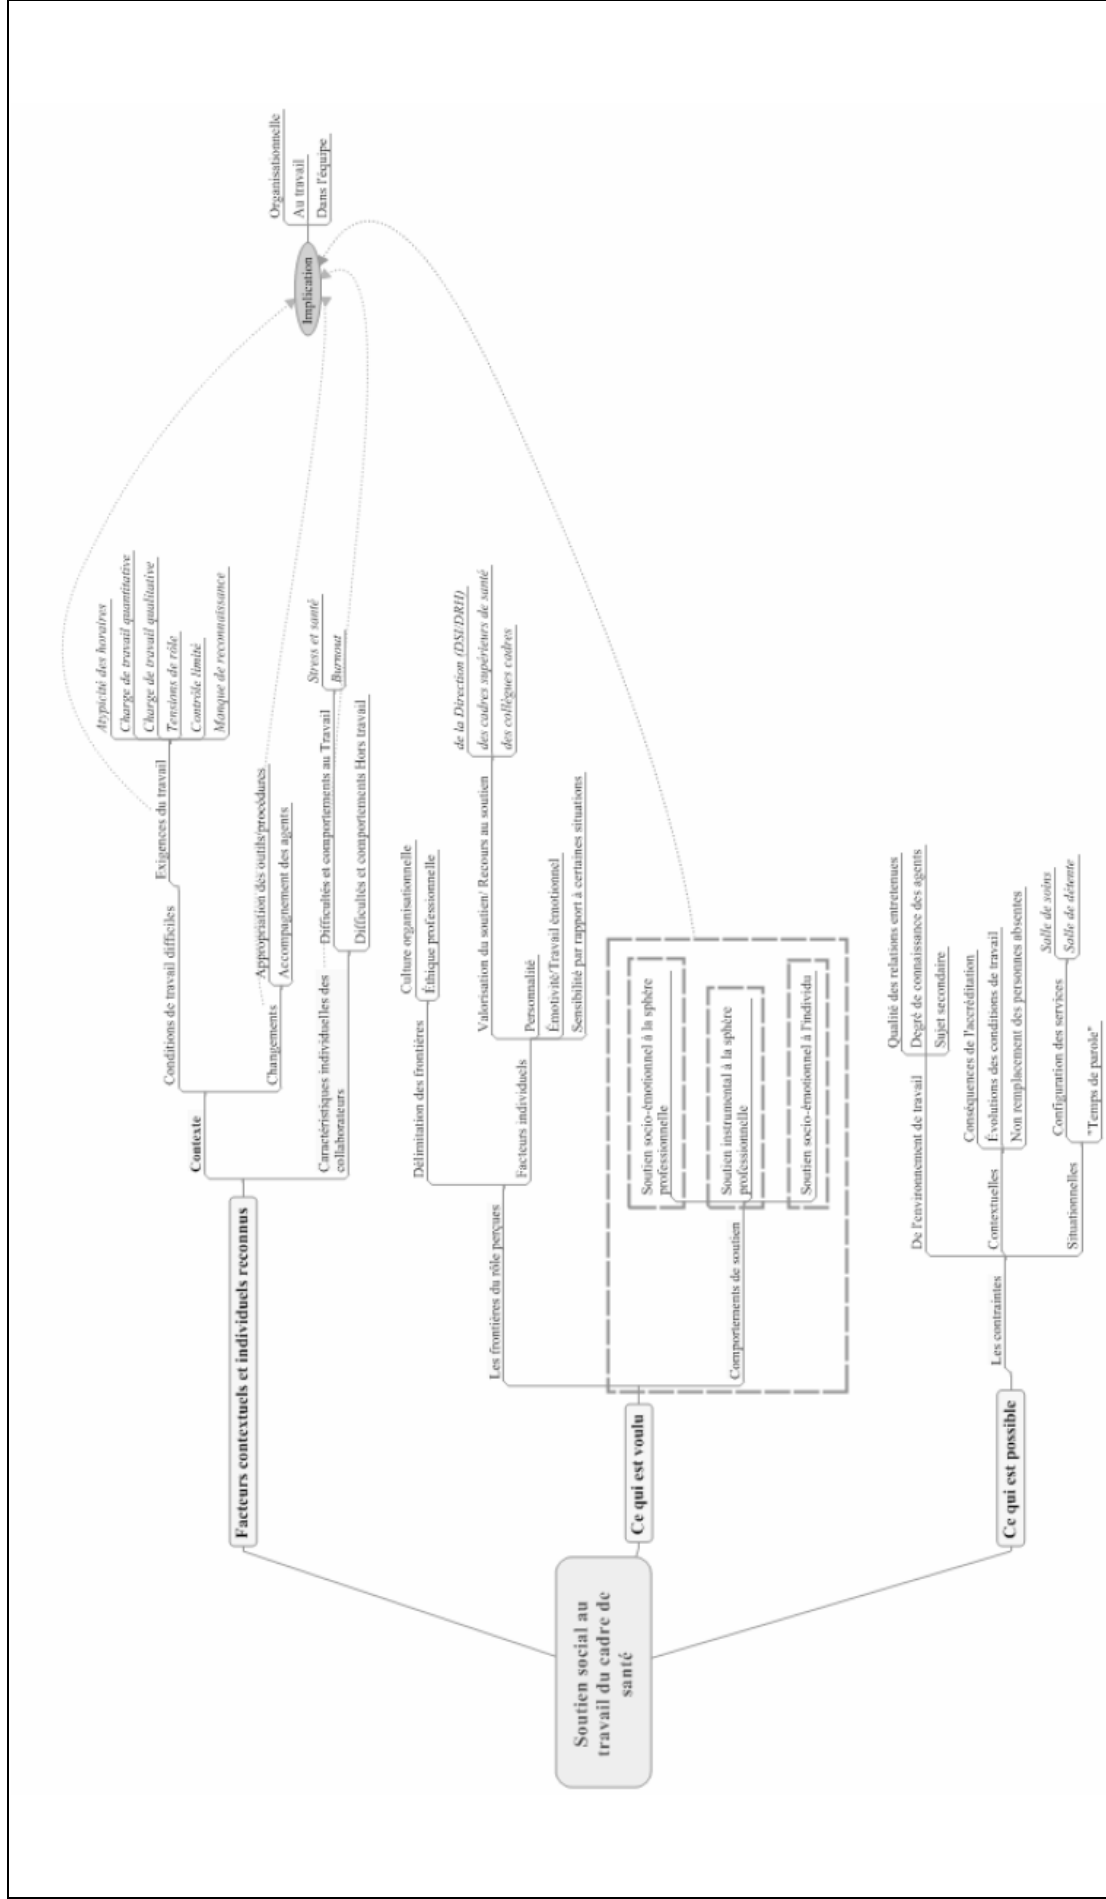 Soutien social au
travail du cadre de
santé
Facteurs contextuels et individuels reconnus
Contexte
Conditions de travail difficiles
Exigences du travail
Atypicité des horaires
Charge de travail quantitative
Charge de travail qualitative
Tensions de rôle
Contrôle limité
Manque de reconnaissance
Changements
Appropriation des outils/procédures
Accompagnement des agents
Caractéristiques individuelles des
collaborateurs
Difficultés et comportements au Travail
Stress et santé
Burnout
Difficultés et comportements Hors travail
Implication
Organisationnelle
Au travail
Dans l'équipe
Ce qui est voulu
Les frontières du rôle perçues
Délimitation des frontières
Culture organisationnelle
Éthique professionnelle
Facteurs individuels
Valorisation du soutien/ Recours au soutien
de la Direction (DSI/DRH)
des cadres supérieurs de santé
des collègues cadres
Personnalité
Émotivité/Travail émotionnel
Sensibilité par rapport à certaines situations
Comportements de soutien
Soutien socio-émotionnel à la sphère
professionnelle
Soutien instrumental à la sphère
professionnelle
Soutien socio-émotionnel à l'individu
Ce qui est possible
Les contraintes
De l'environnement de travail
Qualité des relations entretenues
Degré de connaissance des agents
Sujet secondaire
Contextuelles
Conséquences de l'accréditation
Évolutions des conditions de travail
Non remplacement des personnes absentes
Situationnelles
Configuration des services
Salle de soins
Salle de détente
"Temps de parole"